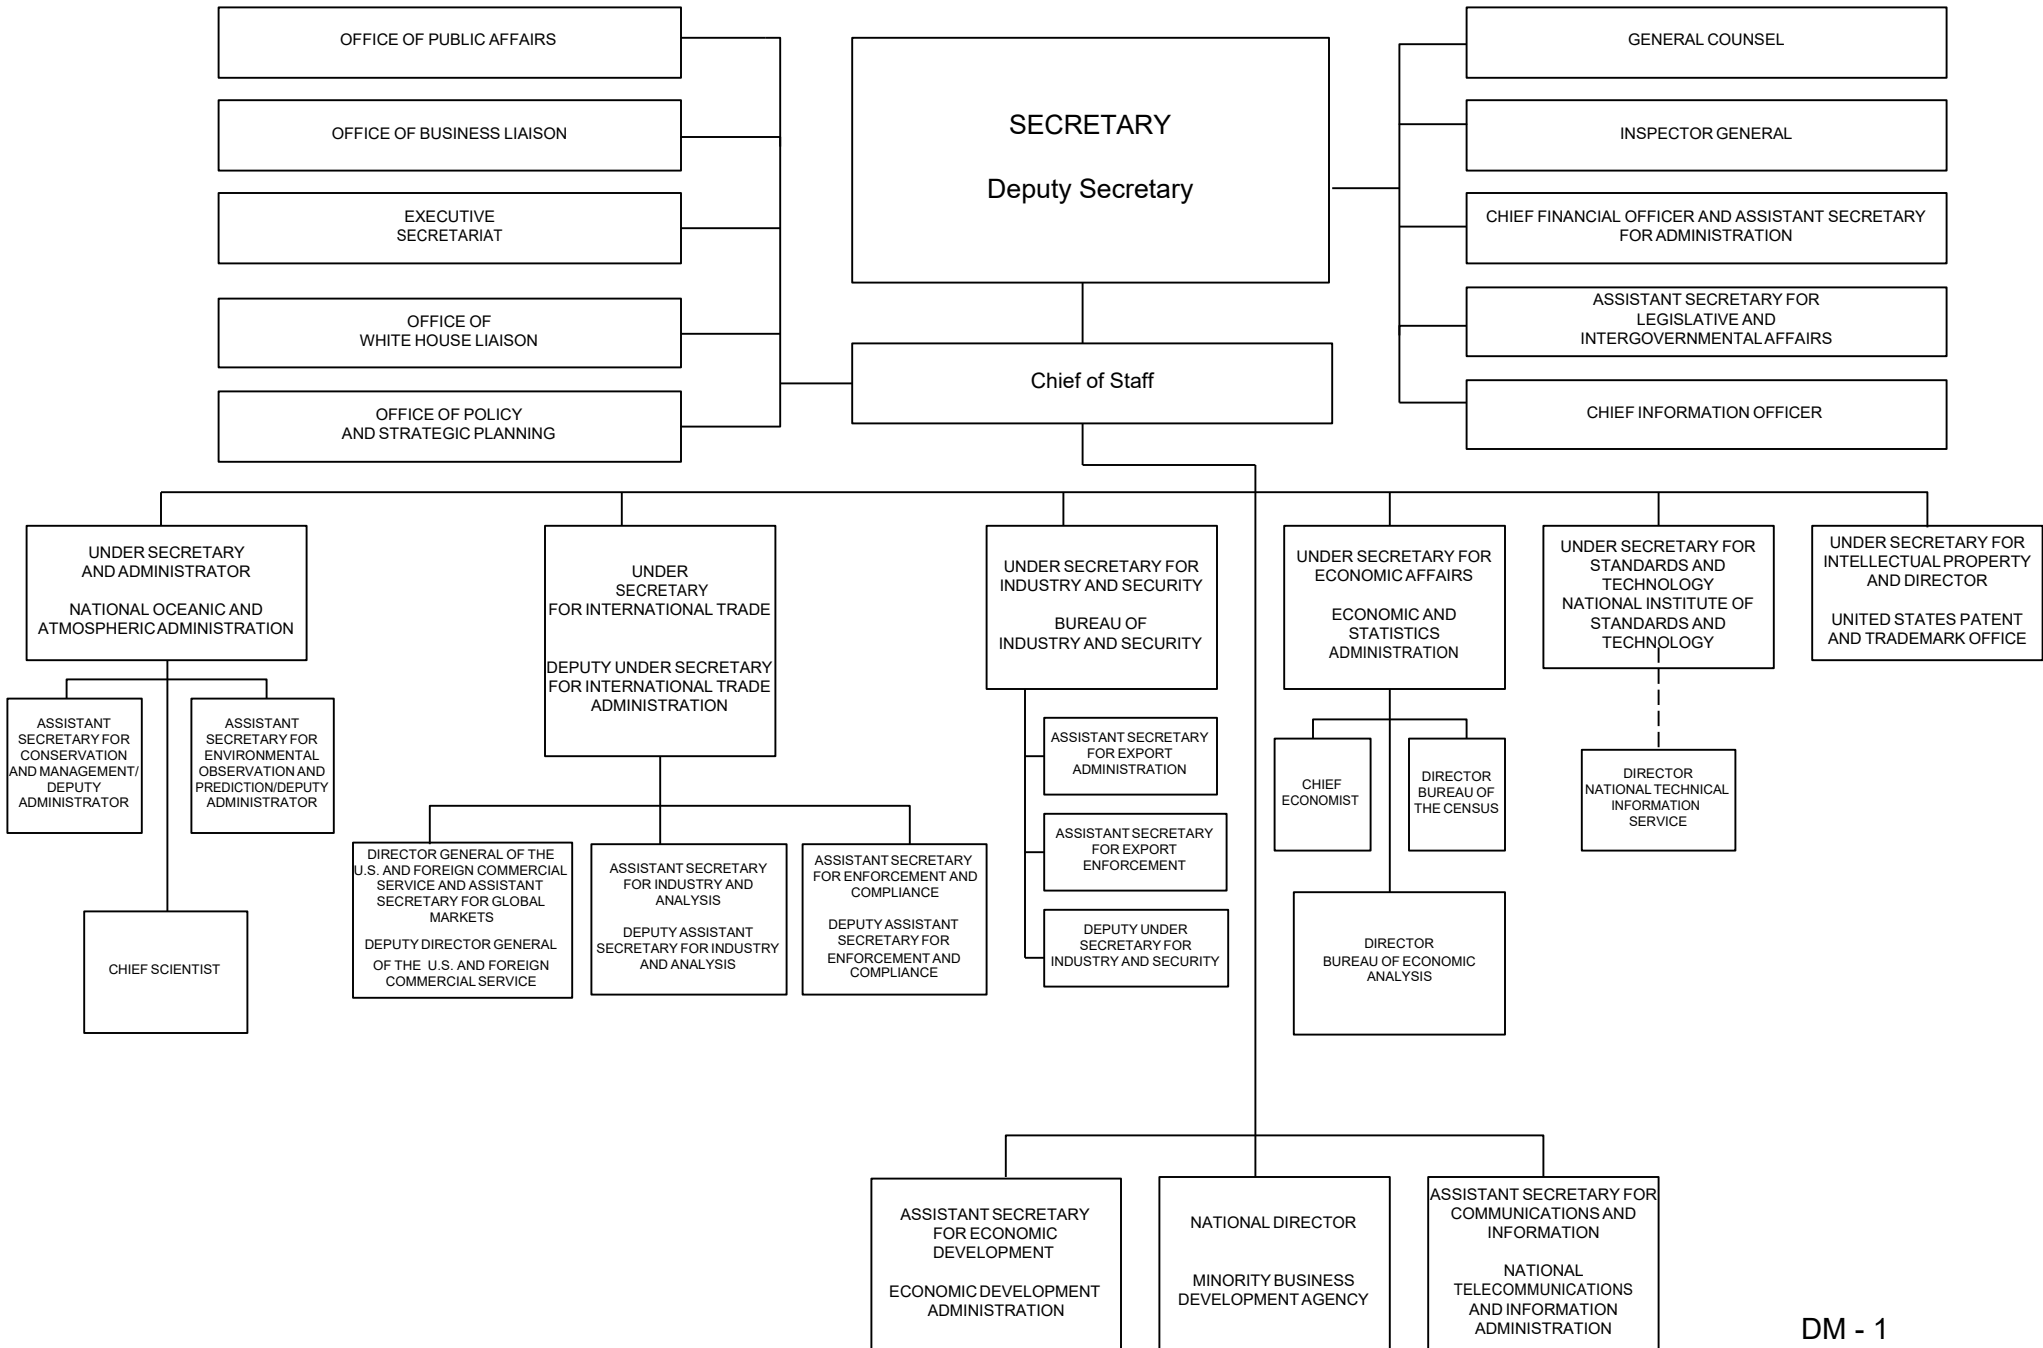 OFFICE OF PUBLIC AFFAIRS
OFFICE OF BUSINESS LIAISON
EXECUTIVE
SECRETARIAT
OFFICE OF
WHITE HOUSE LIAISON
OFFICE OF POLICY
AND STRATEGIC PLANNING
SECRETARY
Deputy Secretary
Chief of Staff
GENERAL COUNSEL
INSPECTOR GENERAL
CHIEF FINANCIAL OFFICER AND ASSISTANT SECRETARY
FOR ADMINISTRATION
ASSISTANT SECRETARY FOR
LEGISLATIVE AND
INTERGOVERNMENTAL AFFAIRS
CHIEF INFORMATION OFFICER
UNDER SECRETARY
AND ADMINISTRATOR
NATIONAL OCEANIC AND
ATMOSPHERIC ADMINISTRATION
UNDER
SECRETARY
FOR INTERNATIONAL TRADE
DEPUTY UNDER SECRETARY
FOR INTERNATIONAL TRADE
ADMINISTRATION
UNDER SECRETARY FOR
INDUSTRY AND SECURITY
BUREAU OF
INDUSTRY AND SECURITY
UNDER SECRETARY FOR
ECONOMIC AFFAIRS
ECONOMIC AND
STATISTICS
ADMINISTRATION
UNDER SECRETARY FOR
STANDARDS AND
TECHNOLOGY
NATIONAL INSTITUTE OF
STANDARDS AND
TECHNOLOGY
UNDER SECRETARY FOR
INTELLECTUAL PROPERTY
AND DIRECTOR
UNITED STATES PATENT
AND TRADEMARK OFFICE
ASSISTANT
SECRETARY FOR
CONSERVATION
AND MANAGEMENT/
DEPUTY
ADMINISTRATOR
ASSISTANT
SECRETARY FOR
ENVIRONMENTAL
OBSERVATION AND
PREDICTION/DEPUTY
ADMINISTRATOR
CHIEF SCIENTIST
DIRECTOR GENERAL OF THE
U.S. AND FOREIGN COMMERCIAL
SERVICE AND ASSISTANT
SECRETARY FOR GLOBAL
MARKETS
DEPUTY DIRECTOR GENERAL
OF THE U.S. AND FOREIGN
COMMERCIAL SERVICE
ASSISTANT SECRETARY
FOR INDUSTRY AND
ANALYSIS
DEPUTY ASSISTANT
SECRETARY FOR INDUSTRY
AND ANALYSIS
ASSISTANT SECRETARY
FOR ENFORCEMENT AND
COMPLIANCE
DEPUTY ASSISTANT
SECRETARY FOR
ENFORCEMENT AND
COMPLIANCE
ASSISTANT SECRETARY
FOR EXPORT
ADMINISTRATION
ASSISTANT SECRETARY
FOR EXPORT
ENFORCEMENT
DEPUTY UNDER
SECRETARY FOR
INDUSTRY AND SECURITY
CHIEF
ECONOMIST
DIRECTOR
BUREAU OF
THE CENSUS
DIRECTOR
BUREAU OF ECONOMIC
ANALYSIS
DIRECTOR
NATIONAL TECHNICAL
INFORMATION
SERVICE
ASSISTANT SECRETARY
FOR ECONOMIC
DEVELOPMENT
ECONOMIC DEVELOPMENT
ADMINISTRATION
NATIONAL DIRECTOR
MINORITY BUSINESS
DEVELOPMENT AGENCY
ASSISTANT SECRETARY FOR
COMMUNICATIONS AND
INFORMATION
NATIONAL
TELECOMMUNICATIONS
AND INFORMATION
ADMINISTRATION
DM - 1